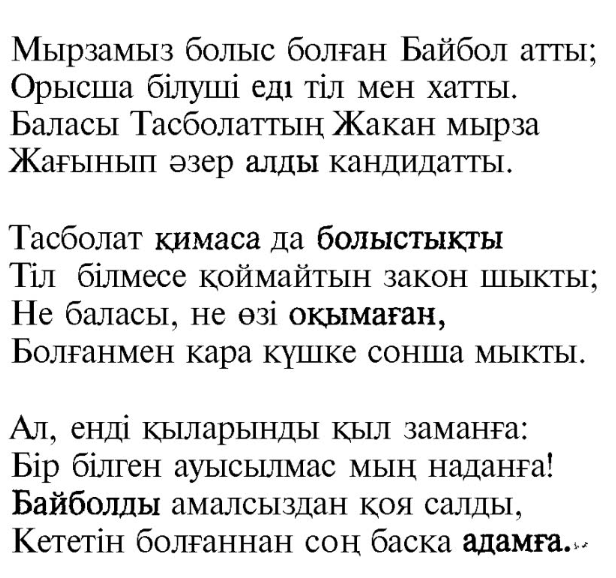 Мырзамыз болыс болған Байбол атты;
Орысша білуші еді тіл мен хатты.
Баласы Тасболаттың Жакан мырза
Жағынып әзер алды кандидатты.
Тасболат қимаса да болыстықты
Тіл білмесе қоймайтын закон шыкты;
Не баласы, не өзі оқымаған,
Болғанмен кара күшке сонша мыкты.
Ал, енді қыларынды қыл заманға:
Бір білген ауысылмас мың наданға!
Байболды амалсыздан қоя салды,
Кететін болғаннан соң баска адамға...